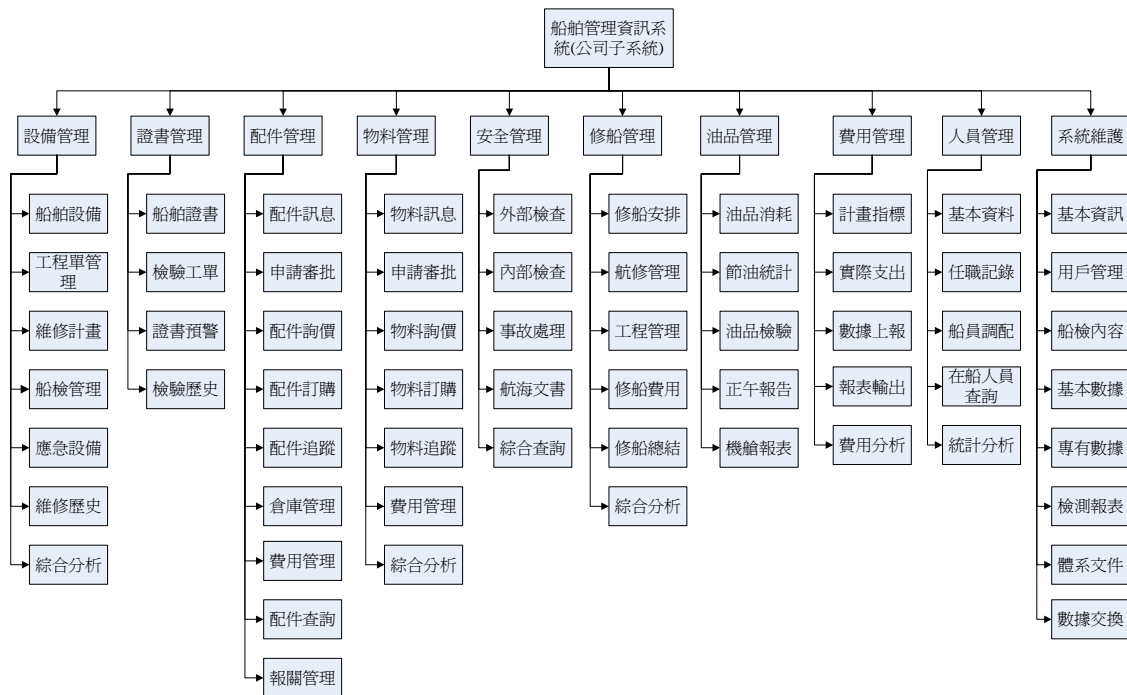 船舶管理資訊系
統(公司子系統)
設備管理
證書管理
配件管理
物料管理
安全管理
修船管理
油品管理
費用管理
人員管理
系統維護
船舶設備
工程單管
理
維修計畫
船檢管理
應急設備
維修歷史
綜合分析
船舶證書
檢驗工單
證書預警
檢驗歷史
配件訊息
申請審批
配件詢價
配件訂購
配件追蹤
倉庫管理
費用管理
配件查詢
報關管理
物料訊息
申請審批
物料詢價
物料訂購
物料追蹤
費用管理
綜合分析
外部檢查
內部檢查
事故處理
航海文書
綜合查詢
修船安排
航修管理
工程管理
修船費用
修船總結
綜合分析
油品消耗
節油統計
油品檢驗
正午報告
機艙報表
計畫指標
實際支出
數據上報
報表輸出
費用分析
基本資料
任職記錄
船員調配
在船人員
查詢
統計分析
基本資訊
用戶管理
船檢內容
基本數據
專有數據
檢測報表
體系文件
數據交換